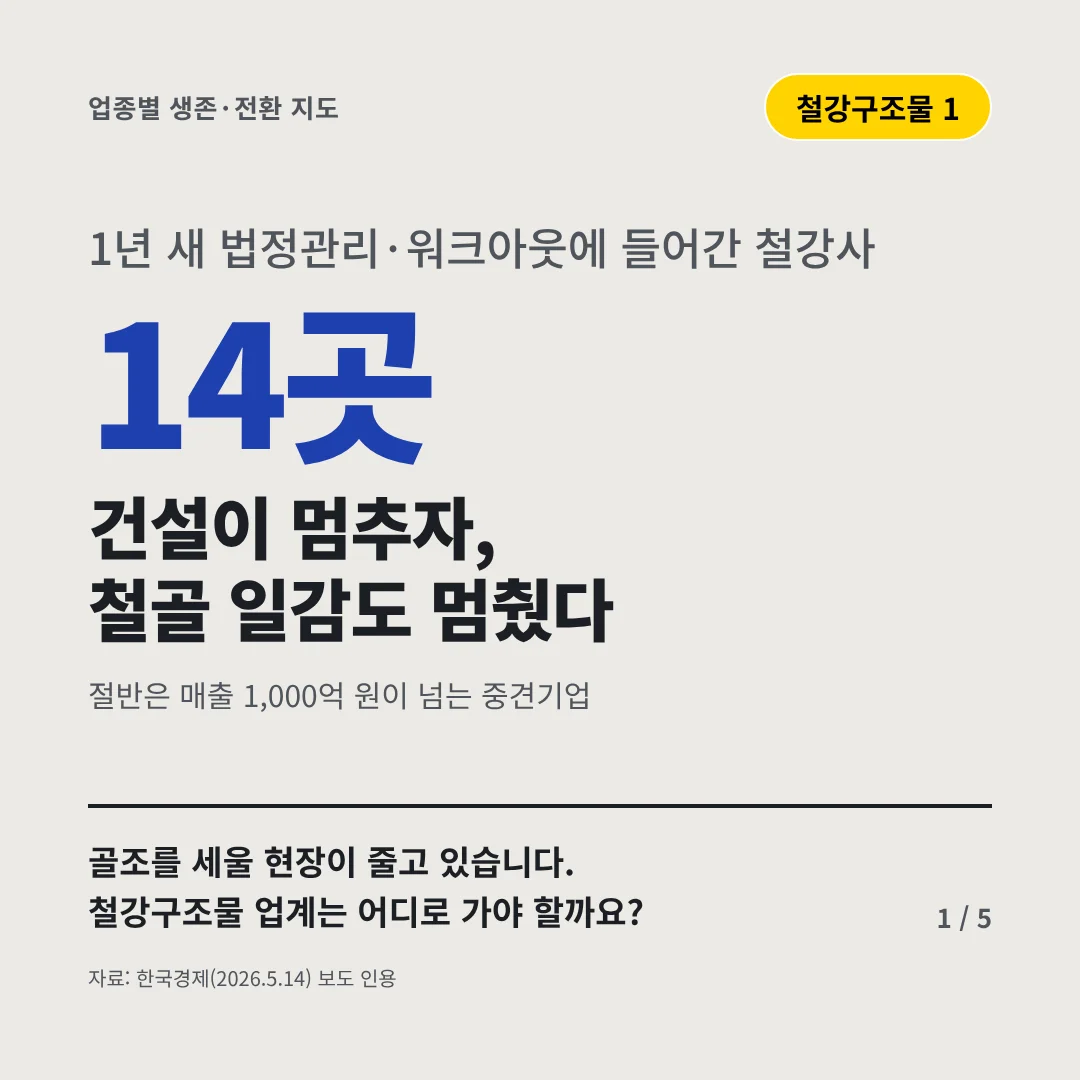 업종별 생존·전환 지도
철강구조물 1
1년 새 법정관리·워크아웃에 들어간 철강사
14곳
건설이 멈추자,
철골 일감도 멈췄다
절반은 매출 1,000억 원이 넘는 중견기업
골조를 세울 현장이 줄고 있습니다.
철강구조물 업계는 어디로 가야 할까요?
1 / 5
자료: 한국경제(2026.5.14) 보도 인용